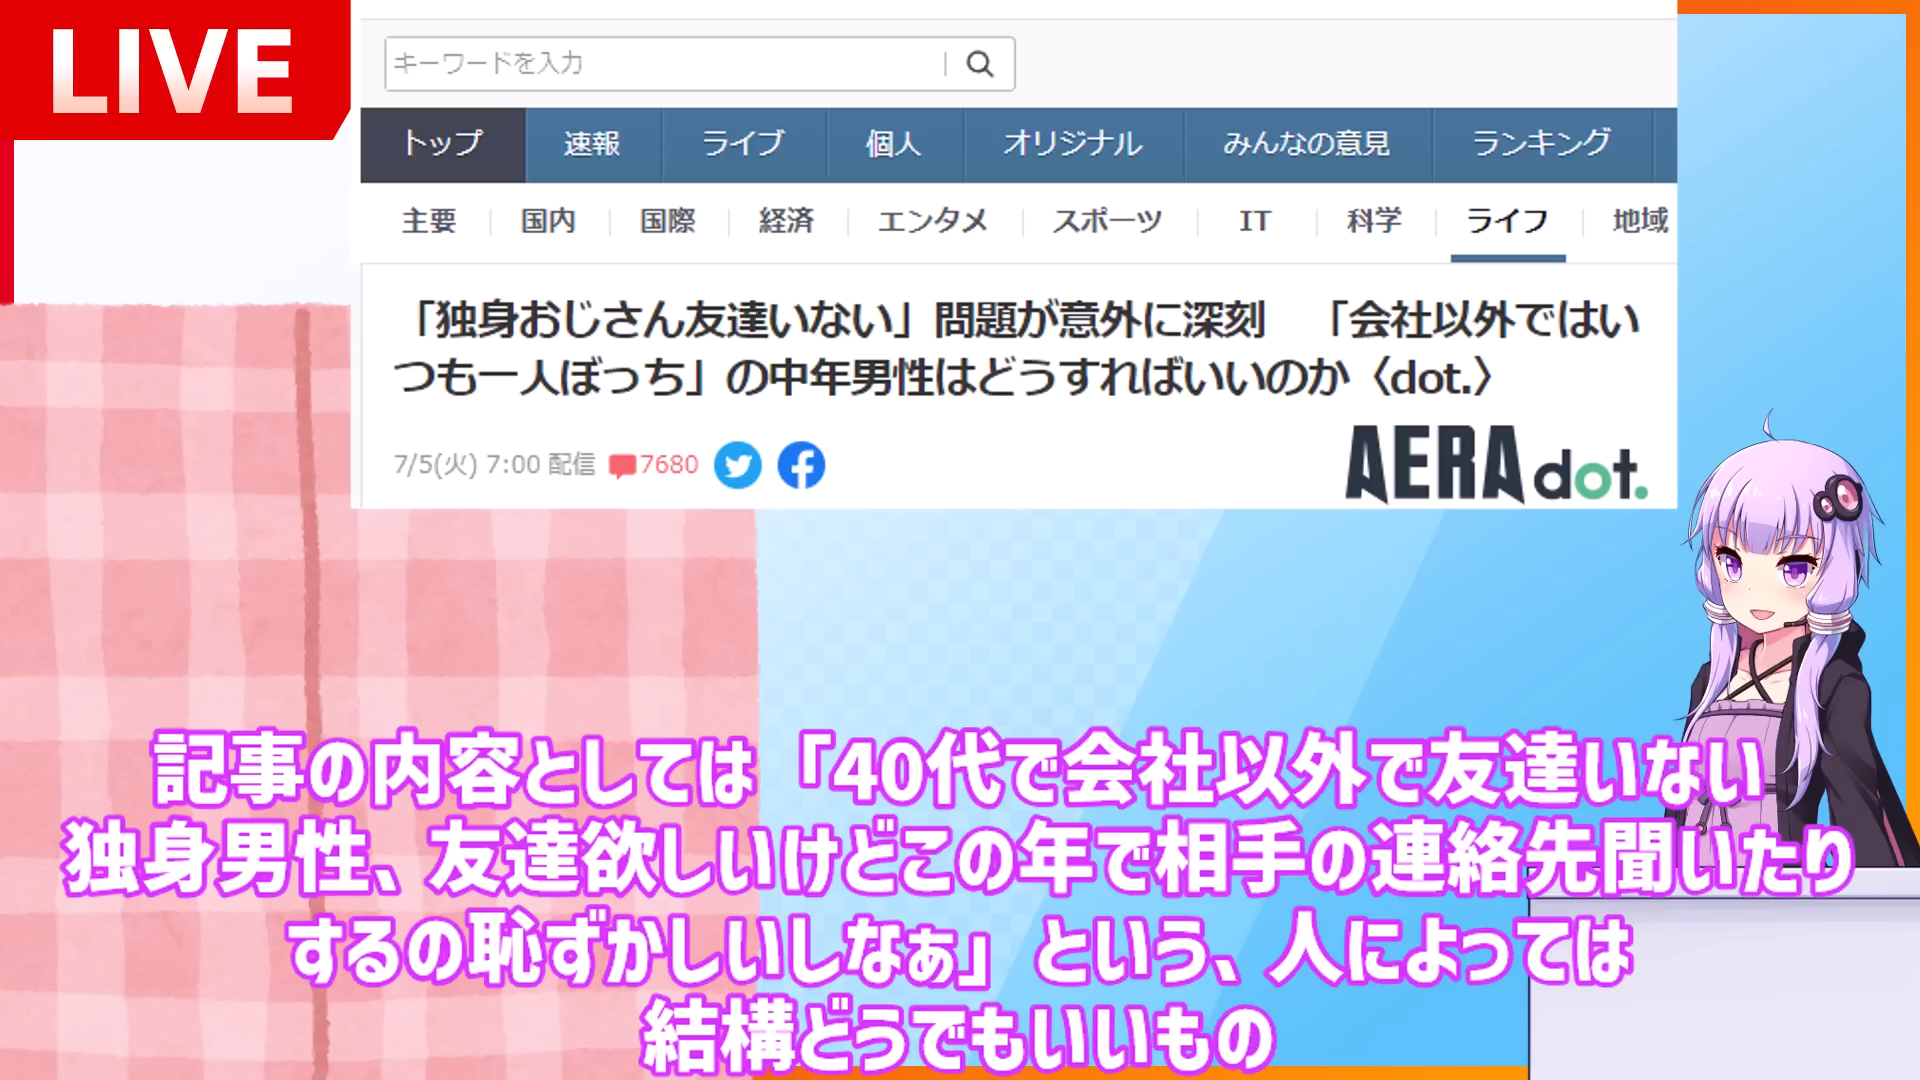 LIVE
キーワードを入力
トップ 速報 ライブ 個人 オリジナル みんなの意見 ランキング
主要 国内 国際 経済 エンタメ スポーツ IT 科学 ライフ 地域
「独身おじさん友達いない」問題が意外に深刻 「会社以外ではい
つも一人ぼっち」の中年男性はどうすればいいのか〈dot.〉
7/5(火) 7:00 配信 7680
AERA dot.
記事の内容としては「40代で会社以外で友達いない
独身男性、友達欲しいけどこの年で相手の連絡先聞いたり
するの恥ずかしいしなぁ」という、人によっては
結構どうでもいいもの